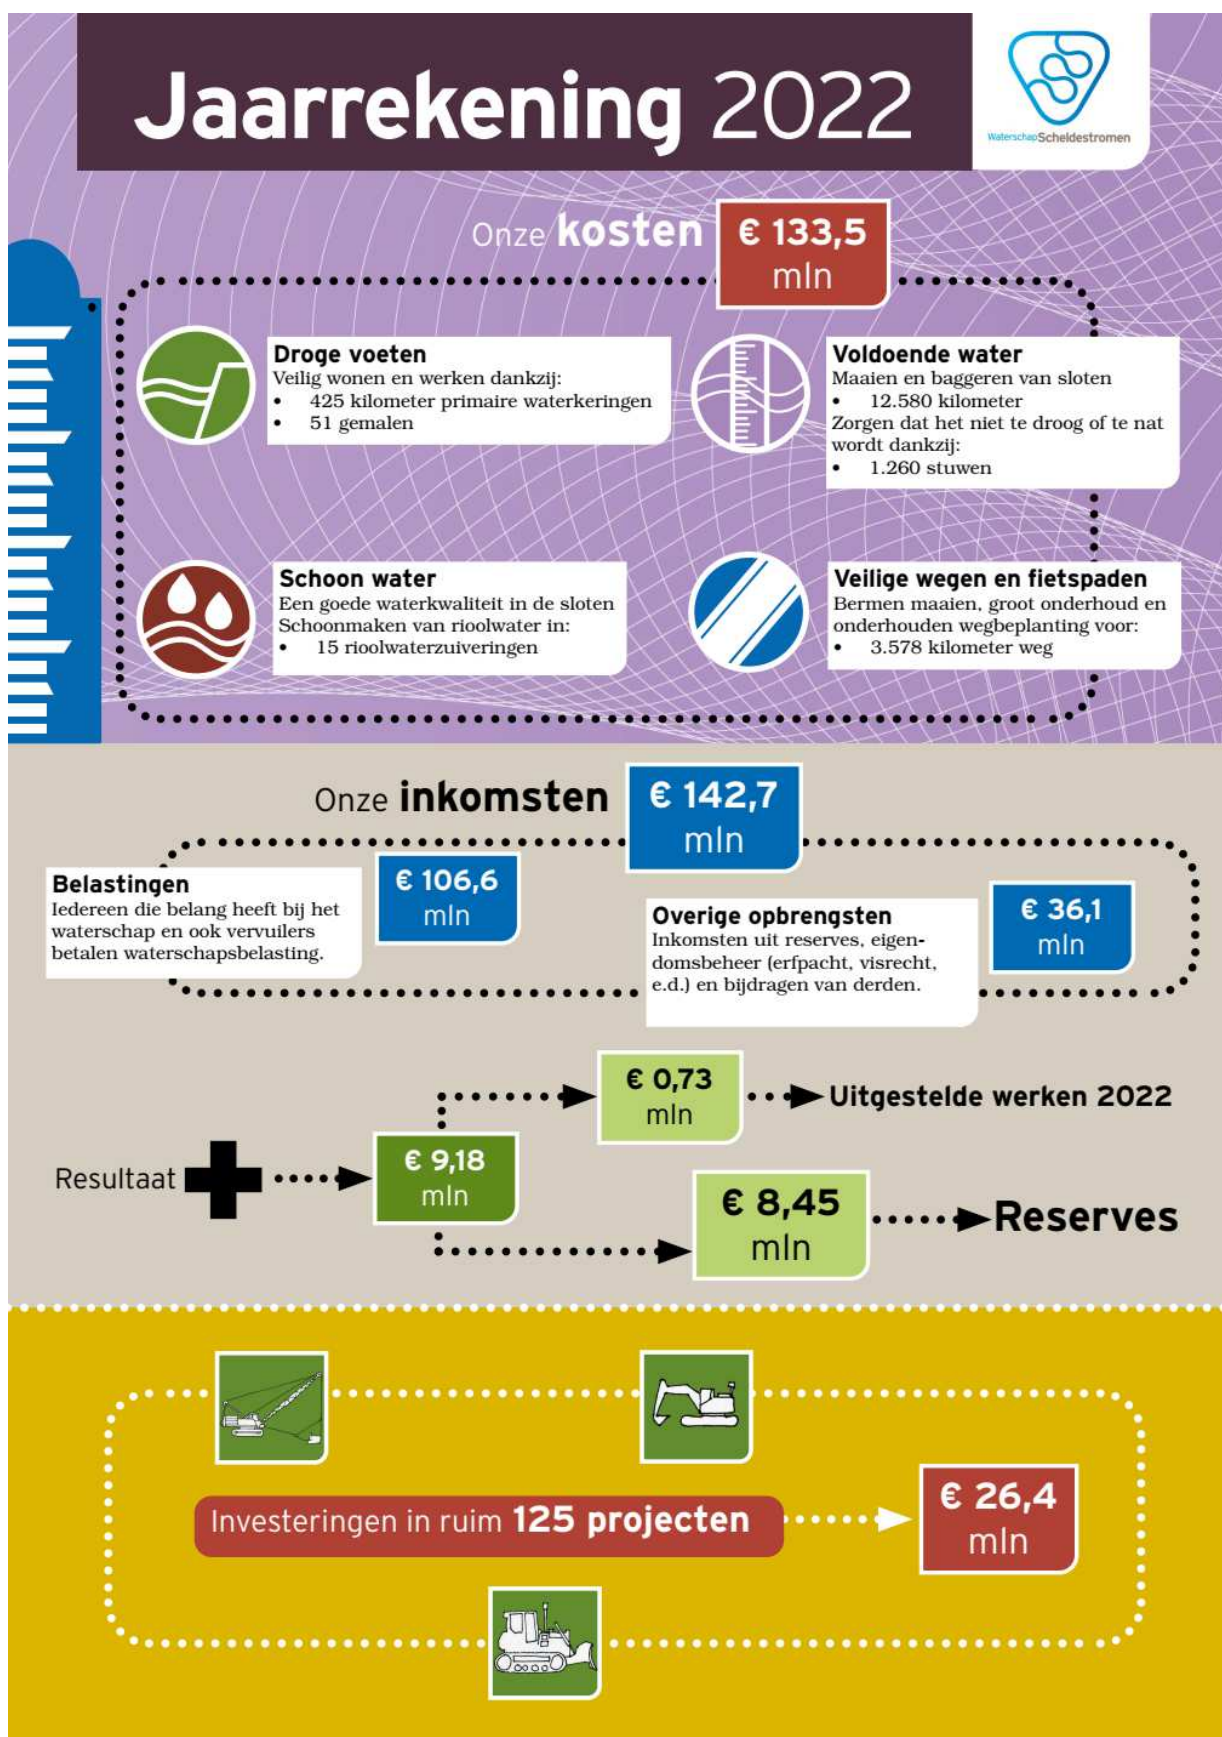 Jaarrekening 2022
WaterschapScheldestromen
Onze kosten
€ 133,5
mln
Droge voeten
Veilig wonen en werken dankzij:
• 425 kilometer primaire waterkeringen
• 51 gemalen
Voldoende water
Maaien en baggeren van sloten
• 12.580 kilometer
Zorgen dat het niet te droog of te nat
wordt dankzij:
• 1.260 stuwen
Schoon water
Een goede waterkwaliteit in de sloten
Schoonmaken van rioolwater in:
• 15 rioolwaterzuiveringen
Veilige wegen en fietspaden
Bermen maaien, groot onderhoud en
onderhouden wegbeplanting voor:
• 3.578 kilometer weg
Onze inkomsten
€ 142,7
mln
Belastingen
Iedereen die belang heeft bij het
waterschap en ook vervuilers
betalen waterschapsbelasting.
€ 106,6
mln
Overige opbrengsten
Inkomsten uit reserves, eigen-
domsbeheer (erfpacht, visrecht,
e.d.) en bijdragen van derden.
€ 36,1
mln
€ 0,73
mln
Uitgestelde werken 2022
Resultaat
€ 9,18
mln
€ 8,45
mln
Reserves
Investeringen in ruim 125 projecten
€ 26,4
mln